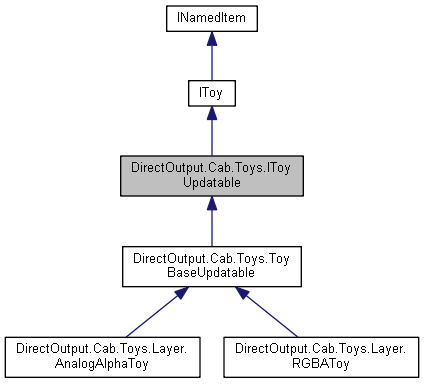 INamedItem
IToy
DirectOutput.Cab.Toys.IToy
Updatable
DirectOutput.Cab.Toys.Toy
BaseUpdatable
DirectOutput.Cab.Toys.Layer.
AnalogAlphaToy
DirectOutput.Cab.Toys.Layer.
RGBAToy